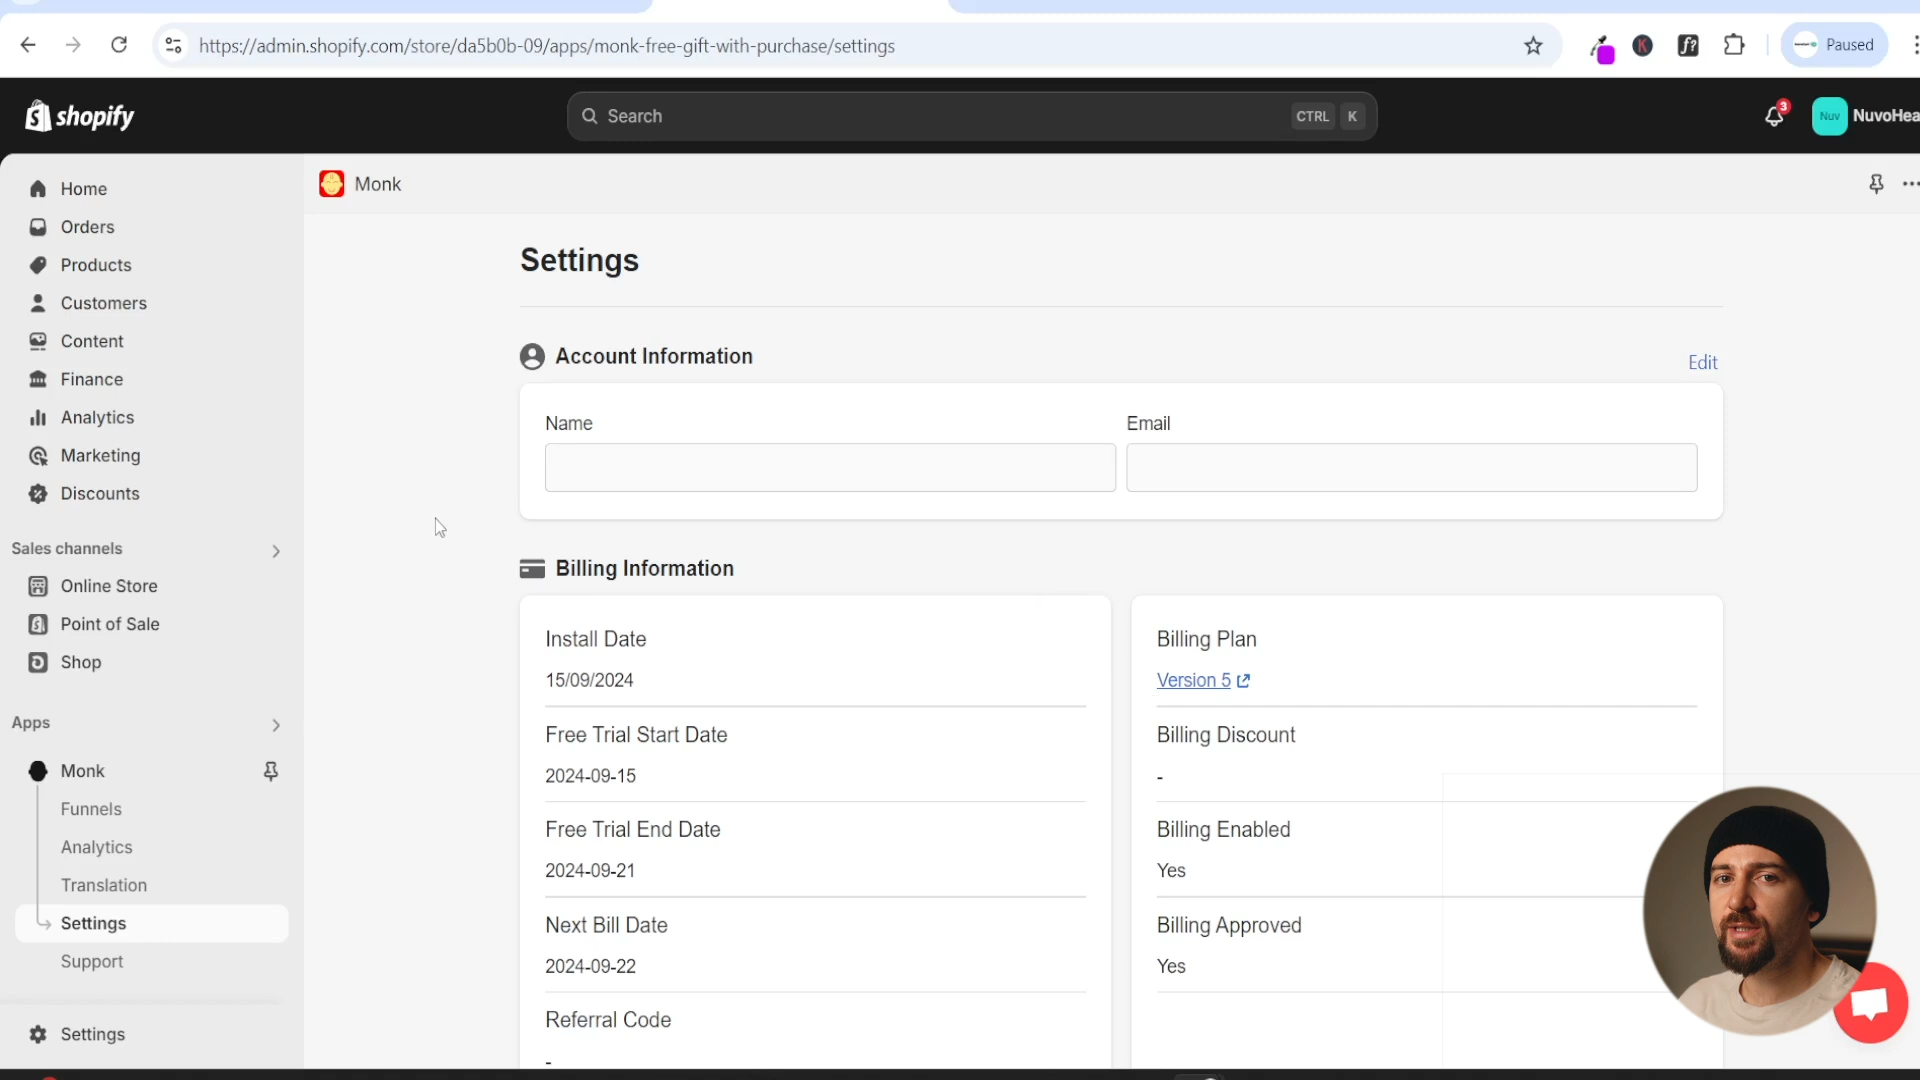 https://admin.shopify.com/store/da5b0b-09/apps/monk-free-gift-with-purchase/settings
Paused
shopify
Search
CTRL K
3
Nuv
NuvoHea
Home
Orders
Products
Customers
Content
Finance
Analytics
Marketing
Discounts
Sales channels
Online Store
Point of Sale
Shop
Apps
Monk
Funnels
Analytics
Translation
Settings
Support
Settings
Monk
Settings
Account Information
Edit
Name
Email
Billing Information
Install Date
15/09/2024
Free Trial Start Date
2024-09-15
Free Trial End Date
2024-09-21
Next Bill Date
2024-09-22
Referral Code
-
Billing Plan
Version 5
Billing Discount
-
Billing Enabled
Yes
Billing Approved
Yes